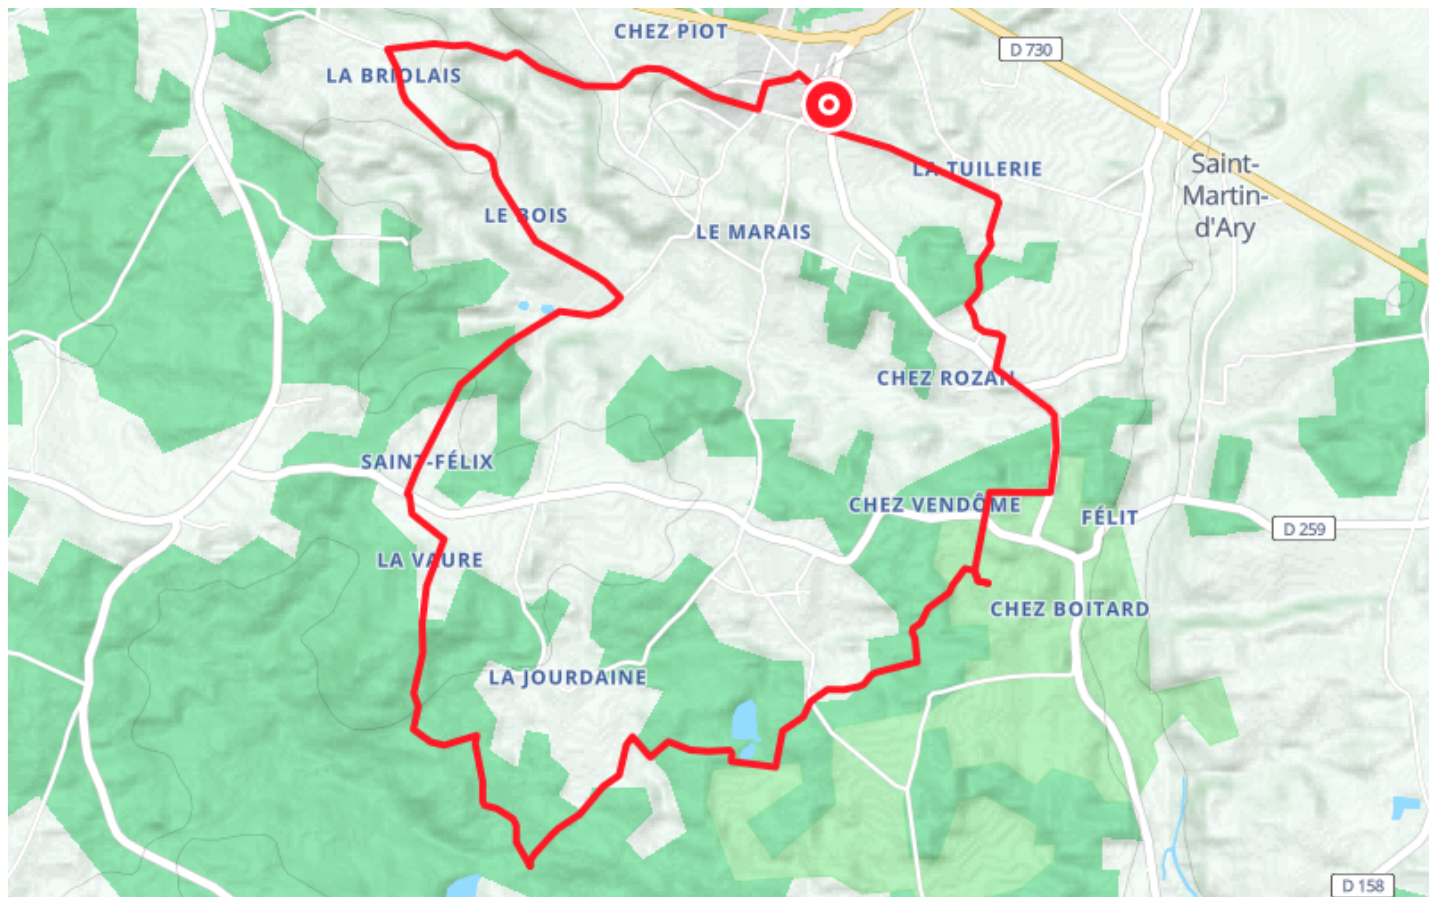 CHEZ PIOT
D 730
LA BRIOLAIS
LA TUILERIE
Saint-
Martin-
d'Ary
LE BOIS
LE MARAIS
CHEZ ROZAN
SAINT-FÉLIX
CHEZ VENDÔME
FÉLIT
D 259
LA VAURE
CHEZ BOITARD
LA JOURDAINE
D 158